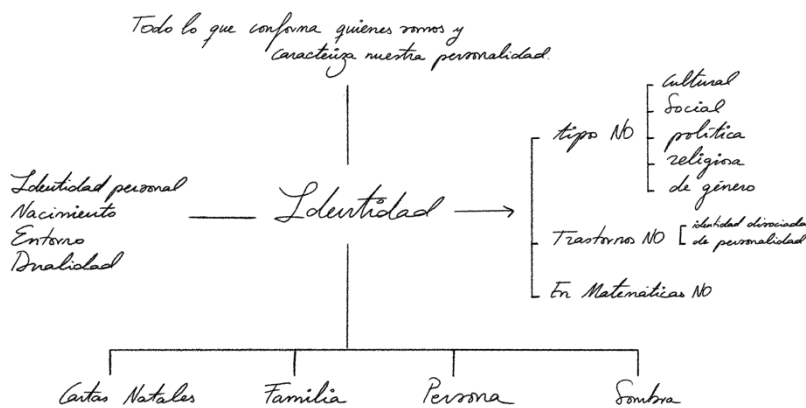 Todo lo que conforma quienes somos y
caracteriza nuestra personalidad.
Identidad personal
Nacimiento
Entorno
Dualidad
Identidad
tipo NO
cultural
Social
política
religiosa
de género
Trastornos NO
identidad disociada
de personalidad
En Matemáticas NO
Cartas Natales
Familia
Persona
Sombra